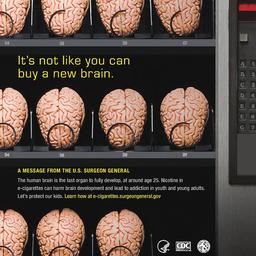 It's not like you can
buy a new brain.
A MESSAGE FROM THE U.S. SURGEON GENERAL
The human brain is the last organ to fully develop, at around age 25. Nicotine in
e-cigarettes can harm brain development and lead to addiction in youth and young adults.
Let's protect our kids. Learn how at e-cigarettes.surgeongeneral.gov
CDC